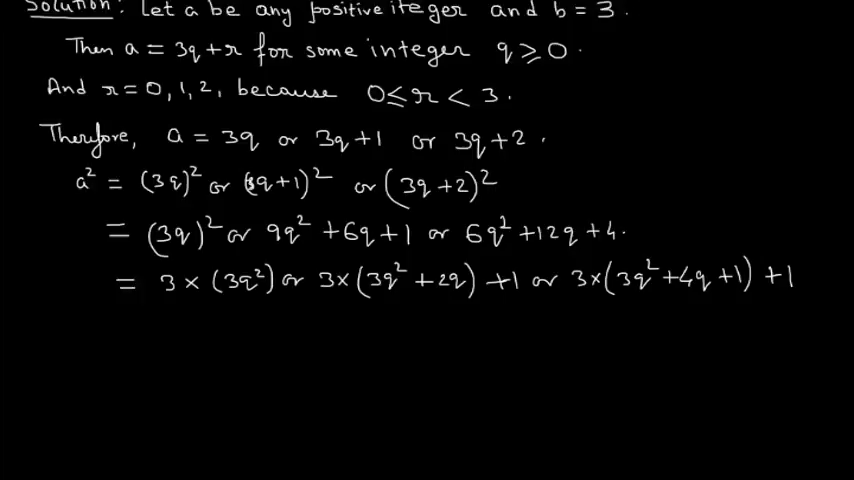 Solution: Let a be any positive iteger and b = 3.
Then a = 3q + r for some integer q ≥ 0.
And r = 0, 1, 2, because 0 ≤ r < 3.
Therefore, a = 3q or 3q + 1 or 3q + 2.
a² = (3q)² or (3q + 1)² or (3q + 2)²
= (3q)² or 9q² + 6q + 1 or 6q² + 12q + 4.
= 3 × (3q²) or 3 × (3q² + 2q) + 1 or 3 × (3q² + 4q + 1) + 1